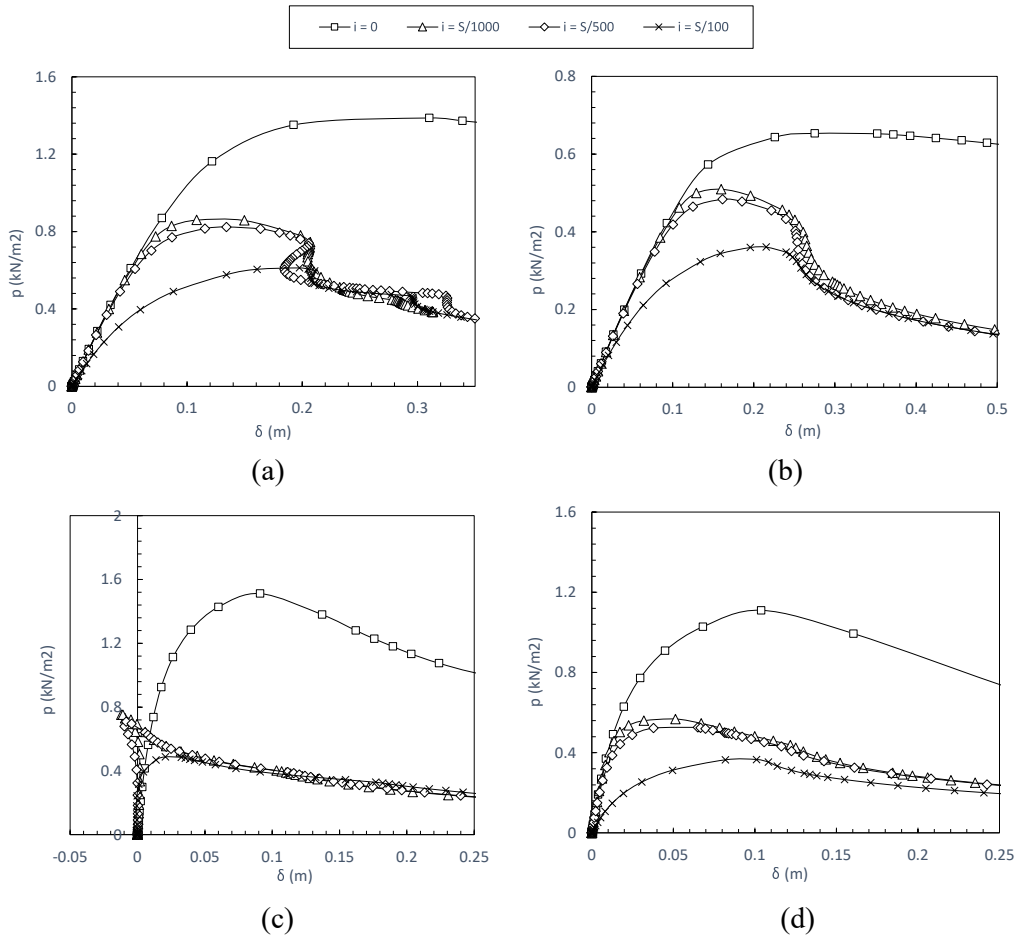 i = 0 i = S/1000 i = S/500 i = S/100
1.6
1.2
0.8
0.4
0
p (kN/m2)
0 0.1 0.2 0.3
δ (m)
(a)
0.8
0.6
0.4
0.2
0
p (kN/m2)
0 0.1 0.2 0.3 0.4 0.5
δ (m)
(b)
2
1.6
1.2
0.8
0.4
0
p (kN/m2)
-0.05 0 0.05 0.1 0.15 0.2 0.25
δ (m)
(c)
1.6
1.2
0.8
0.4
0
p (kN/m2)
0 0.05 0.1 0.15 0.2 0.25
δ (m)
(d)